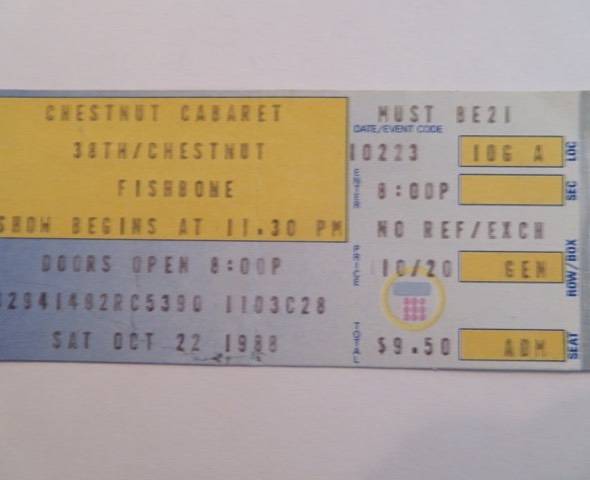 CHESTNUT CABARET
38TH/CHESTNUT
FISHBONE
SHOW BEGINS AT 11.30 PM
DOORS OPEN 8:00P
02941482RC5390 1103C28
SAT OCT 22 1988
MUST BE21
DATE/EVENT CODE
10223
10G A
LOC
ENTER
8:00P
SEC
NO REF/EXCH
PRICE
10/20
GEN
ROW/BOX
TOTAL
$9.50
ADM
SEAT